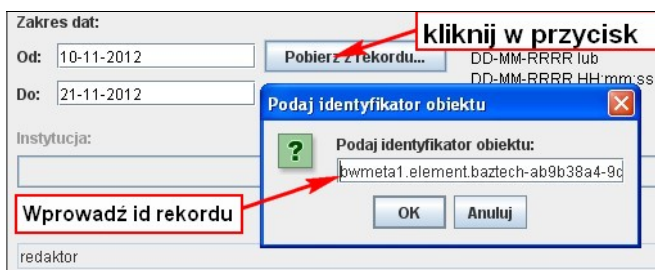 Zakres dat:
kliknij w przycisk
Od: 10-11-2012 Pobierz z rekordu... DD-MM-RRRR lub
DD-MM-RRRR HH:mm:ss
Do: 21-11-2012
Podaj identyfikator obiektu
Instytucja:
Podaj identyfikator obiektu:
bwmeta1.element.baztech-ab9b38a4-9c
Wprowadź id rekordu
OK Anuluj
redaktor